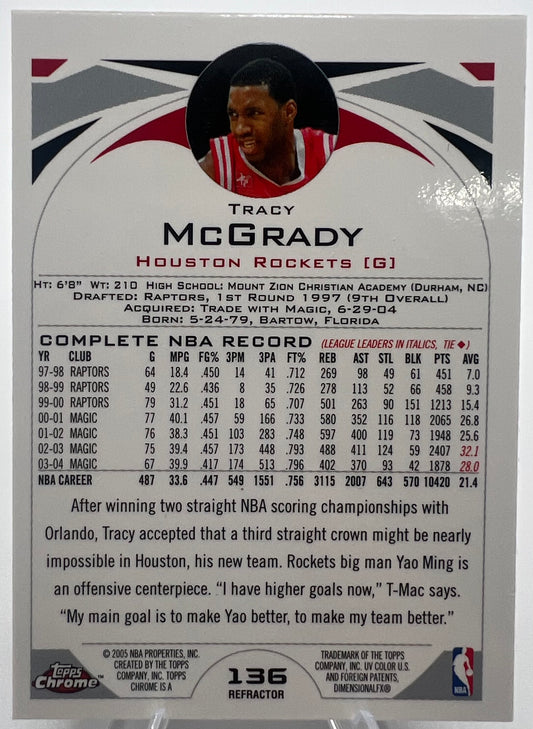 TRACY
MCGRADY
HOUSTON ROCKETS [G]
HT: 6'8" WT: 210 HIGH SCHOOL: MOUNT ZION CHRISTIAN ACADEMY (DURHAM, NC)
DRAFTED: RAPTORS, 1ST ROUND 1997 (9TH OVERALL)
ACQUIRED: TRADE WITH MAGIC, 6-29-04
BORN: 5-24-79, BARTOW, FLORIDA
COMPLETE NBA RECORD (LEAGUE LEADERS IN ITALICS, TIE ◆)
YR CLUB G MPG FG% 3PM 3PA FT% REB AST STL BLK PTS AVG
97-98 RAPTORS 64 18.4 .450 14 41 .712 269 98 49 61 451 7.0
98-99 RAPTORS 49 22.6 .436 8 35 .726 278 113 52 66 458 9.3
99-00 RAPTORS 79 31.2 .451 18 65 .707 501 263 90 151 1213 15.4
00-01 MAGIC 77 40.1 .457 59 166 .733 580 352 116 118 2065 26.8
01-02 MAGIC 76 38.3 .451 103 283 .748 597 400 119 73 1948 25.6
02-03 MAGIC 75 39.4 .457 173 448 .793 488 411 124 59 2407 32.1
03-04 MAGIC 67 39.9 .417 174 513 .796 402 370 93 42 1878 28.0
NBA CAREER 487 33.6 .447 549 1551 .756 3115 2007 643 570 10420 21.4
After winning two straight NBA scoring championships with
Orlando, Tracy accepted that a third straight crown might be nearly
impossible in Houston, his new team. Rockets big man Yao Ming is
an offensive centerpiece. "I have higher goals now," T-Mac says.
"My main goal is to make Yao better, to make my team better."
© 2005 NBA PROPERTIES, INC.
CREATED BY THE TOPPS
COMPANY, INC. TOPPS
CHROME IS A
TRADEMARK OF THE TOPPS
COMPANY, INC. UV COLOR U.S.
AND FOREIGN PATENTS,
DIMENSIONALFX®
Topps
Chrome™
136
REFRACTOR
NBA